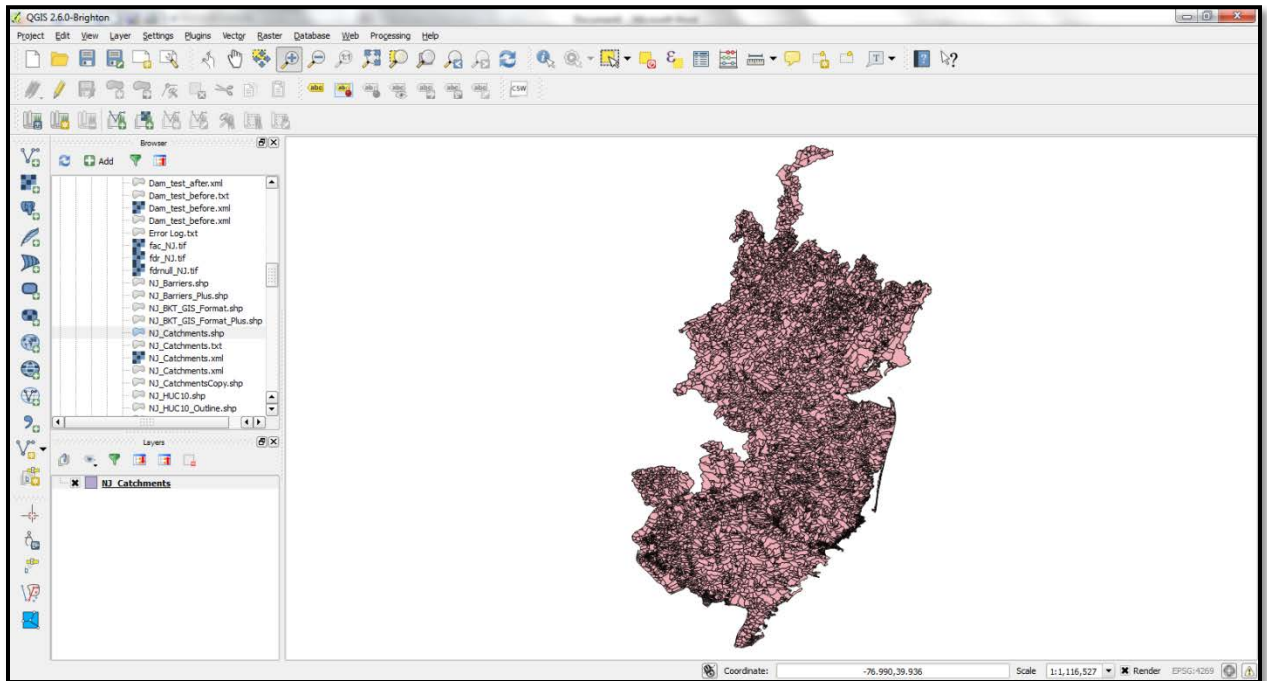 QGIS 2.6.0-Brighton
Project Edit View Layer Settings Plugins Vector Raster Database Web Processing Help
CSW
Browser
Add
Dam_test_after.xml
Dam_test_before.txt
Dam_test_before.xml
Dam_test_before.xml
Error Log.txt
fac_NJ.tif
fdr_NJ.tif
fdrnull_NJ.tif
NJ_Barriers.shp
NJ_Barriers_Plus.shp
NJ_BKT_GIS_Format.shp
NJ_BKT_GIS_Format_Plus.shp
NJ_Catchments.shp
NJ_Catchments.txt
NJ_Catchments.xml
NJ_Catchments.xml
NJ_CatchmentsCopy.shp
NJ_HUC10.shp
NJ_HUC10_Outline.shp
Layers
NJ_Catchments
Coordinate: -76.990,39.936 Scale 1:1,116,527 Render EPSG:4269